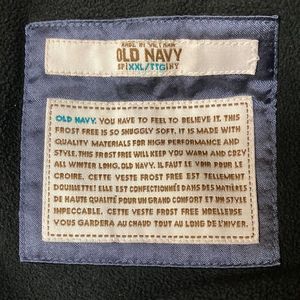 MADE IN VIETNAM
OLD NAVY
XXL/TTG
OLD NAVY. YOU HAVE TO FEEL TO BELIEVE IT. THIS
FROST FREE IS SO SNUGGLY SOFT. IT IS MADE WITH
QUALITY MATERIALS FOR HIGH PERFORMANCE AND
STYLE. THIS FROST FREE WILL KEEP YOU WARM AND COZY
ALL WINTER LONG. OLD NAVY. IL FAUT LE VOIR POUR LE
CROIRE. CETTE VESTE FROST FREE EST TELLEMENT
DOUILLETTE! ELLE EST CONFECTIONNÉE DANS DES MATIÈRES
DE HAUTE QUALITÉ POUR UN GRAND CONFORT ET UN STYLE
IMPECCABLE. CETTE VESTE FROST FREE MOELLEUSE
VOUS GARDERA AU CHAUD TOUT AU LONG DE L'HIVER.